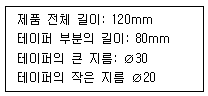 제품 전체 길이: 120mm
테이퍼 부분의 길이: 80mm
테이퍼의 큰 지름: ∅30
테이퍼의 작은 지름 ∅20